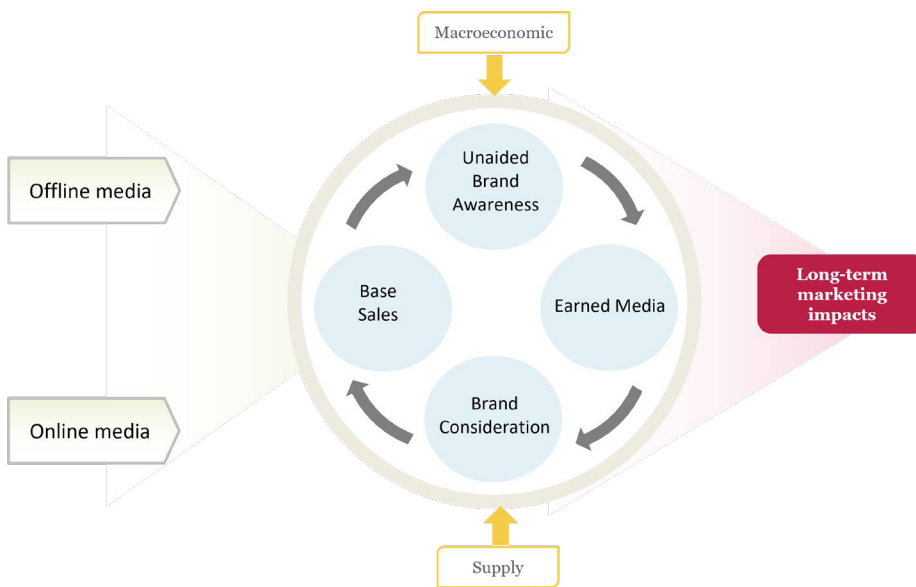 Macroeconomic
Offline media
Unaided
Brand
Awareness
Base
Sales
Earned Media
Long-term
marketing
impacts
Online media
Brand
Consideration
Supply